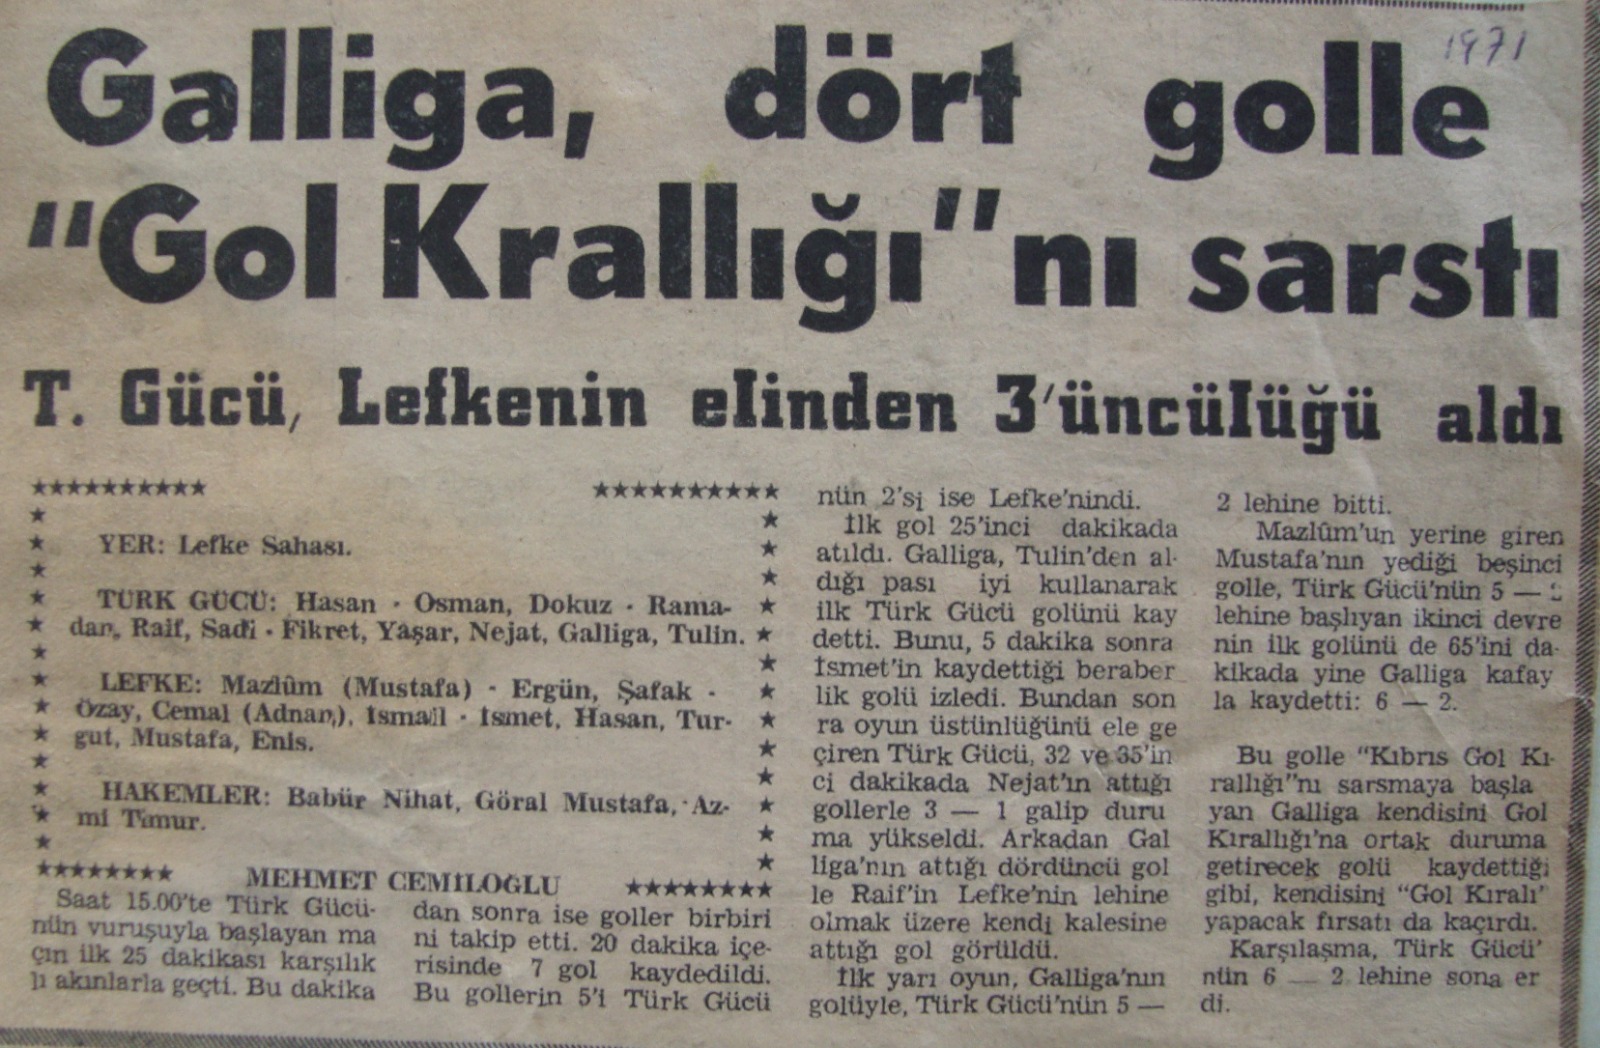 1971
Galliga, dört golle
"Gol Krallığı"nı sarstı
T. Gücü, Lefkenin elinden 3'üncülüğü aldı
YER: Lefke Sahası.
TÜRK GÜCÜ: Hasan - Osman, Dokuz - Rama-
dan, Raif, Sadi - Fikret, Yaşar, Nejat, Galliga, Tulin.
LEFKE: Mazlûm (Mustafa) - Ergün, Şafak -
Özay, Cemal (Adnan), İsmail - İsmet, Hasan, Tur-
gut, Mustafa, Enis.
HAKEMLER: Babür Nihat, Göral Mustafa, Az-
mi Timur.
MEHMET CEMİLOĞLU
Saat 15.00'te Türk Gücü-
nün vuruşuyla başlayan ma
çın ilk 25 dakikası karşılık
lı akınlarla geçti. Bu dakika
dan sonra ise goller birbiri
ni takip etti. 20 dakika içe-
risinde 7 gol kaydedildi.
Bu gollerin 5'i Türk Gücü
nün 2'si ise Lefke'nindi.
İlk gol 25'inci dakikada
atıldı. Galliga, Tulin'den al-
dığı pası iyi kullanarak
ilk Türk Gücü golünü kay
detti. Bunu, 5 dakika sonra
İsmet'in kaydettiği beraber
lik golü izledi. Bundan son
ra oyun üstünlüğünü ele ge
çiren Türk Gücü, 32 ve 35'in
ci dakikada Nejat'ın attığı
gollerle 3 — 1 galip duru
ma yükseldi. Arkadan Gal
liga'nın attığı dördüncü gol
le Raif'in Lefke'nin lehine
olmak üzere kendi kalesine
attığı gol görüldü.
İlk yarı oyun, Galliga'nın
golüyle, Türk Gücü'nün 5 —
2 lehine bitti.
Mazlûm'un yerine giren
Mustafa'nın yediği beşinci
golle, Türk Gücü'nün 5 — 2
lehine başlıyan ikinci devre
nin ilk golünü de 65'ini da-
kikada yine Galliga kafay
la kaydetti: 6 — 2.
Bu golle "Kıbrıs Gol Kı-
rallığı"nı sarsmaya başla
yan Galliga kendisini Gol
Kırallığı'na ortak duruma
getirecek golü kaydettiği
gibi, kendisini "Gol Kıralı'
yapacak fırsatı da kaçırdı.
Karşılaşma, Türk Gücü'
nün 6 — 2 lehine sona er
di.